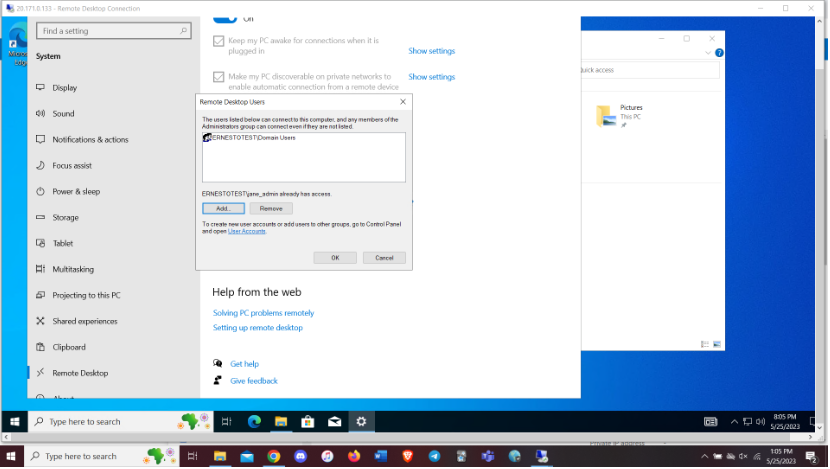 20.171.0.133 - Remote Desktop Connection
On
Find a setting
Keep my PC awake for connections when it is
plugged in
Show settings
System
Make my PC discoverable on private networks to
enable automatic connection from a remote device
Show settings
quick access
Display
Pictures
This PC
Sound
Notifications & actions
Focus assist
Power & sleep
Storage
Tablet
Multitasking
Projecting to this PC
Shared experiences
Clipboard
Remote Desktop
About
Remote Desktop Users
The users listed below can connect to this computer, and any members of the
Administrators group can connect even if they are not listed.
ERNESTOTEST\Domain Users
ERNESTOTEST\jane_admin already has access.
Add...
Remove
To create new user accounts or add users to other groups, go to Control Panel
and open User Accounts.
OK
Cancel
Help from the web
Solving PC problems remotely
Setting up remote desktop
Get help
Give feedback
Type here to search
8:05 PM
5/25/2023
Private IP address
Type here to search
1:05 PM
5/25/2023
2